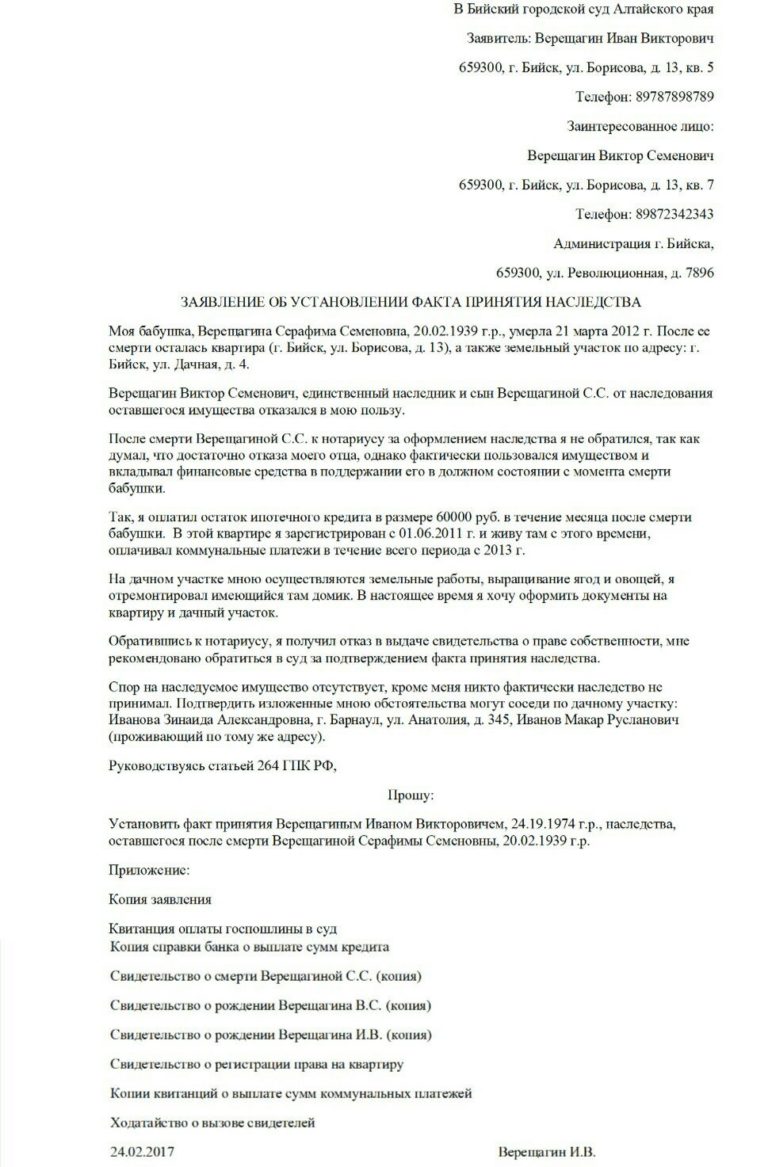 В Бийский городской суд Алтайского края
Заявитель: Верещагин Иван Викторович
659300, г. Бийск, ул. Борисова, д. 13, кв. 5
Телефон: 89787898789
Заинтересованное лицо:
Верещагин Виктор Семенович
659300, г. Бийск, ул. Борисова, д. 13, кв. 7
Телефон: 89872342343
Администрация г. Бийска,
659300, ул. Революционная, д. 7896
ЗАЯВЛЕНИЕ ОБ УСТАНОВЛЕНИИ ФАКТА ПРИНЯТИЯ НАСЛЕДСТВА
Моя бабушка, Верещагина Серафима Семеновна, 20.02.1939 г.р., умерла 21 марта 2012 г. После ее
смерти осталась квартира (г. Бийск, ул. Борисова, д. 13), а также земельный участок по адресу: г.
Бийск, ул. Дачная, д. 4.
Верещагин Виктор Семенович, единственный наследник и сын Верещагиной С.С. от наследования
оставшегося имущества отказался в мою пользу.
После смерти Верещагиной С.С. к нотариусу за оформлением наследства я не обратился, так как
думал, что достаточно отказа моего отца, однако фактически пользовался имуществом и
вкладывал финансовые средства в поддержании его в должном состоянии с момента смерти
бабушки.
Так, я оплатил остаток ипотечного кредита в размере 60000 руб. в течение месяца после смерти
бабушки.  В этой квартире я зарегистрирован с 01.06.2011 г. и живу там с этого времени,
оплачивал коммунальные платежи в течение всего периода с 2013 г.
На дачном участке мною осуществляются земельные работы, выращивание ягод и овощей, я
отремонтировал имеющийся там домик. В настоящее время я хочу оформить документы на
квартиру и дачный участок.
Обратившись к нотариусу, я получил отказ в выдаче свидетельства о праве собственности, мне
рекомендовано обратиться в суд за подтверждением факта принятия наследства.
Спор на наследуемое имущество отсутствует, кроме меня никто фактически наследство не
принимал. Подтвердить изложенные мною обстоятельства могут соседи по дачному участку:
Иванова Зинаида Александровна, г. Барнаул, ул. Анатолия, д. 345, Иванов Макар Русланович
(проживающий по тому же адресу).
Руководствуясь статьей 264 ГПК РФ,
Прошу:
Установить факт принятия Верещагиным Иваном Викторовичем, 24.19.1974 г.р., наследства,
оставшегося после смерти Верещагиной Серафимы Семеновны, 20.02.1939 г.р.
Приложение:
Копия заявления
Квитанция оплаты госпошлины в суд
Копия справки банка о выплате сумм кредита
Свидетельство о смерти Верещагиной С.С. (копия)
Свидетельство о рождении Верещагина В.С. (копия)
Свидетельство о рождении Верещагина И.В. (копия)
Свидетельство о регистрации права на квартиру
Копии квитанций о выплате сумм коммунальных платежей
Ходатайство о вызове свидетелей
24.02.2017 Верещагин И.В.